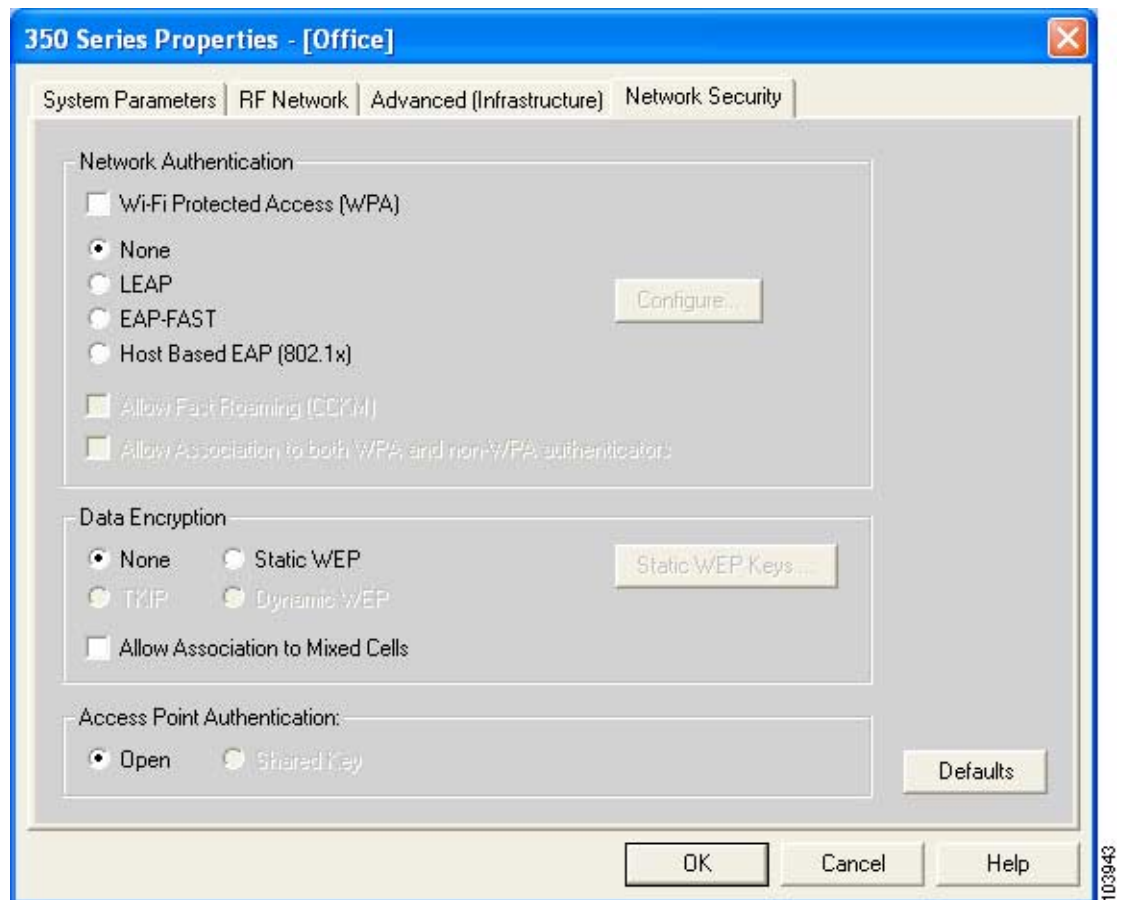 350 Series Properties - [Office]
System Parameters RF Network Advanced (Infrastructure) Network Security
Network Authentication
Wi-Fi Protected Access (WPA)
None
LEAP
Configure...
EAP-FAST
Host Based EAP (802.1x)
Allow Fast Roaming (CCKM)
Allow Association to both WPA and non-WPA authenticators
Data Encryption
None Static WEP Static WEP Keys...
TKIP Dynamic WEP
Allow Association to Mixed Cells
Access Point Authentication:
Open Shared Key
Defaults
OK Cancel Help
103943